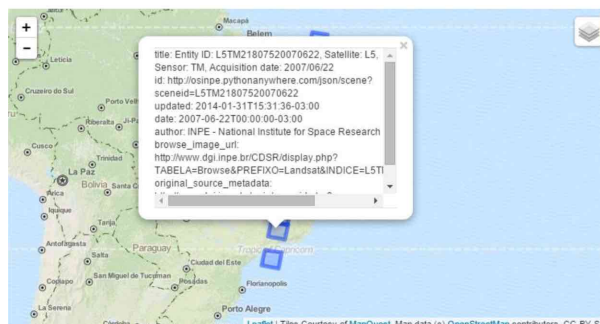 +
−
Macapá
Belem
×
title: Entity ID: L5TM21807520070622, Satellite: L5,
Sensor: TM, Acquisition date: 2007/06/22
id: http://osinpe.pythonanywhere.com/json/scene?
sceneid=L5TM21807520070622
updated: 2014-01-31T15:31:36-03:00
date: 2007-06-22T00:00:00-03:00
author: INPE - National Institute for Space Research
browse_image_url:
http://www.dgi.inpe.br/CDSR/display.php?
TABELA=Browse&PREFIXO=Landsat&INDICE=L5T
original_source_metadata:
Leticia
Cruzeiro do Sul
Porto Velh
Riberalta
Ji-Pa
Cusco
Trinidad
La Paz
Bolivia
Santa C
Arica
Iquique
Tarija
Antofagasta
Paraguay
Tropic of Capricorn
Salta
Ciudad del Este
Copiapo
San Miguel de Tucuman
Posadas
Florianopolis
La Serena
Porto Alegre
Córdoba
Leaflet | Tiles Courtesy of MapQuest. Map data (c) OpenStreetMap contributors, CC-BY-S